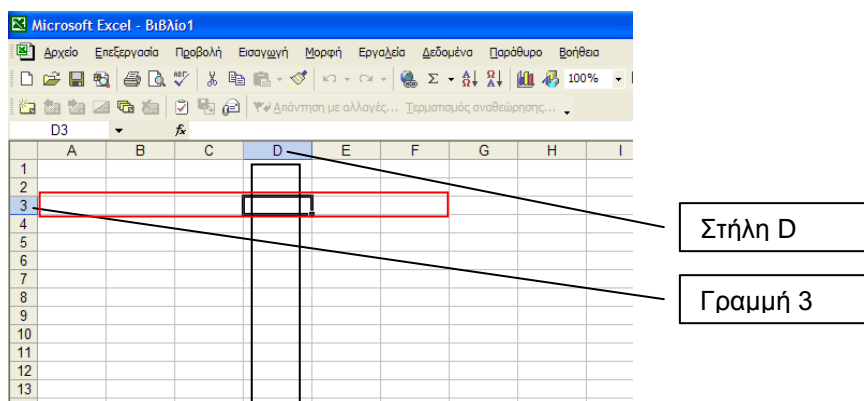 Microsoft Excel - Βιβλίο1
Αρχείο Επεξεργασία Προβολή Εισαγωγή Μορφή Εργαλεία Δεδομένα Παράθυρο Βοήθεια
100%
Απάντηση με αλλαγές... Τερματισμός αναθεώρησης...
D3 fx
A B C D E F G H I
1
2
3
4
5
6
7
8
9
10
11
12
13
Στήλη D
Γραμμή 3